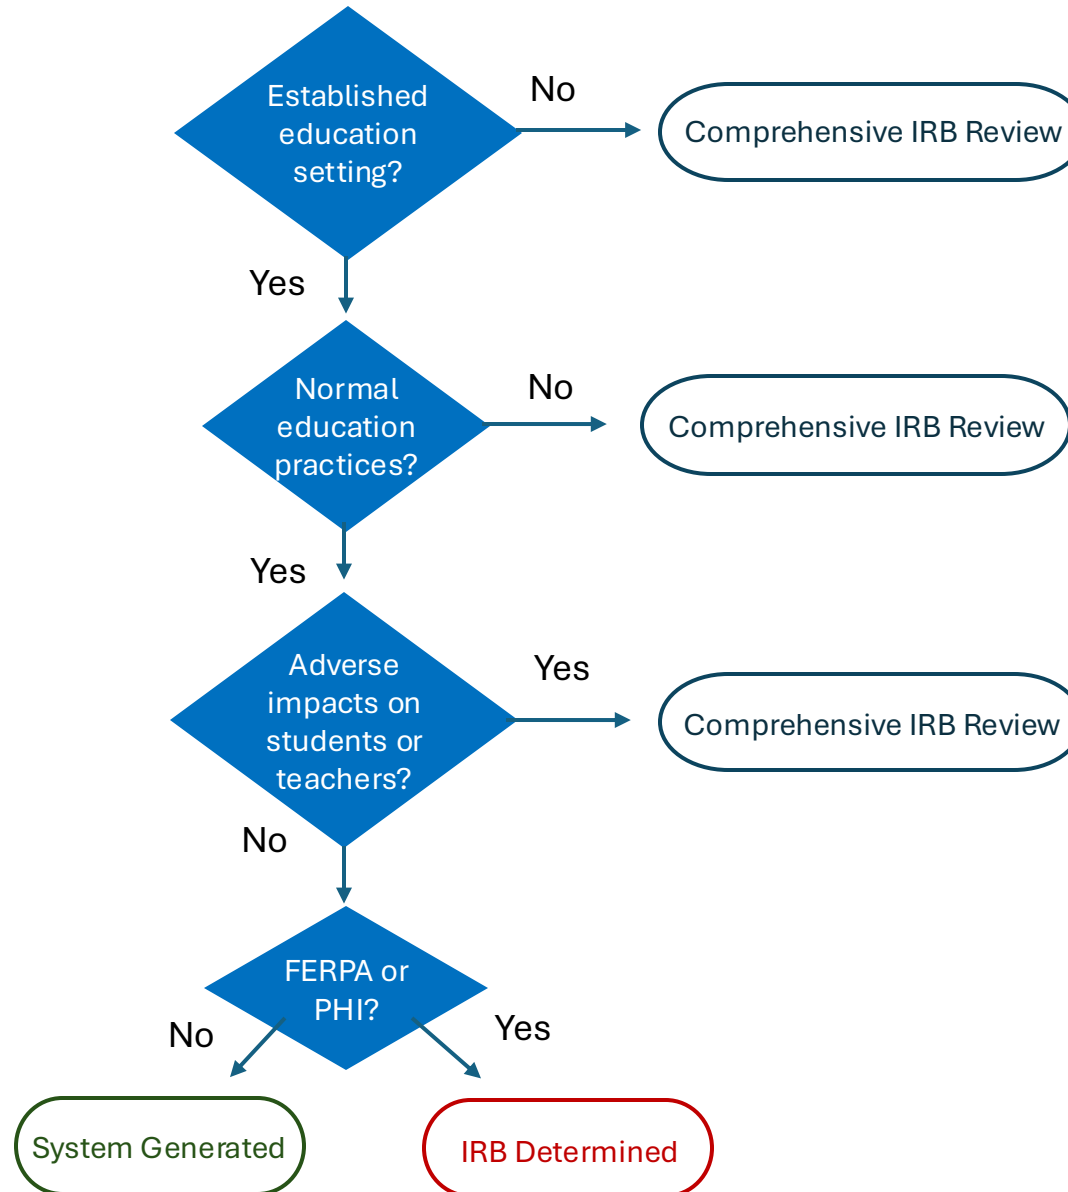 Established
education
setting?
No
Comprehensive IRB Review
Yes
Normal
education
practices?
No
Comprehensive IRB Review
Yes
Adverse
impacts on
students or
teachers?
Yes
Comprehensive IRB Review
No
FERPA or
PHI?
No
Yes
System Generated
IRB Determined